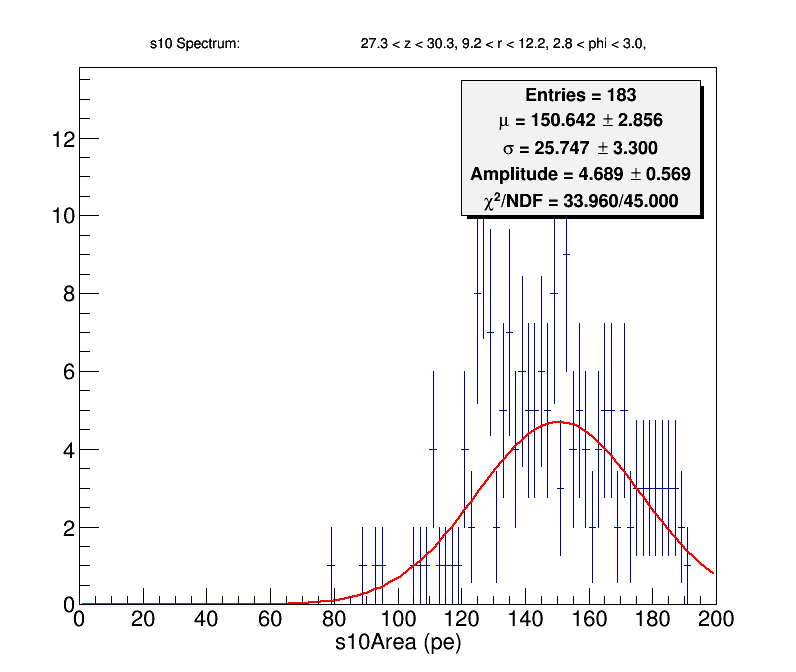 s10 Spectrum: 27.3 < z < 30.3, 9.2 < r < 12.2, 2.8 < phi < 3.0,
Entries = 183
μ = 150.642 ± 2.856
σ = 25.747 ± 3.300
Amplitude = 4.689 ± 0.569
χ²/NDF = 33.960/45.000
12
10
8
6
4
2
0
0 20 40 60 80 100 120 140 160 180 200
s10Area (pe)